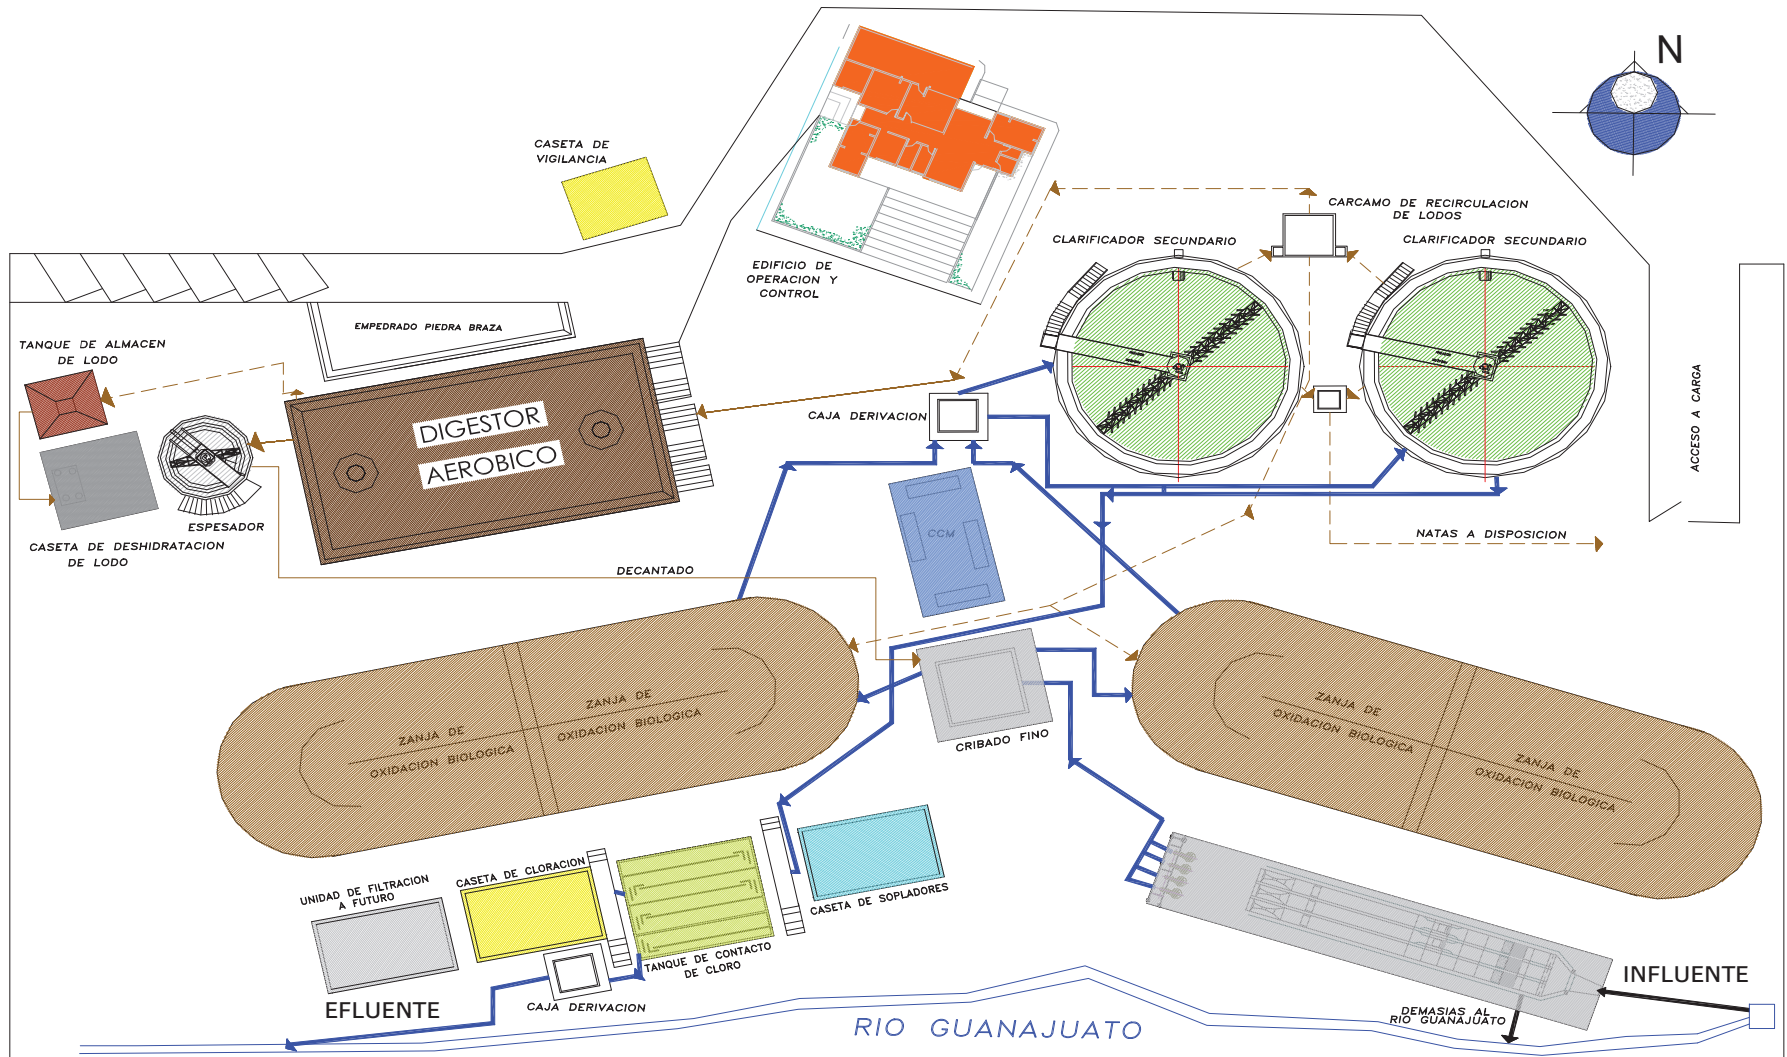 N
CASETA DE
VIGILANCIA
CARCAMO DE RECIRCULACION
DE LODOS
CLARIFICADOR SECUNDARIO
CLARIFICADOR SECUNDARIO
EDIFICIO DE
OPERACION Y
CONTROL
EMPEDRADO PIEDRA BRAZA
TANQUE DE ALMACEN
DE LODO
ACCESO A CARGA
CAJA DERIVACION
DIGESTOR
AEROBICO
ESPESADOR
CCM
NATAS A DISPOSICION
CASETA DE DESHIDRATACION
DE LODO
DECANTADO
ZANJA DE
OXIDACION BIOLOGICA
ZANJA DE
OXIDACION BIOLOGICA
ZANJA DE
OXIDACION BIOLOGICA
ZANJA DE
OXIDACION BIOLOGICA
CRIBADO FINO
CASETA DE CLORACION
UNIDAD DE FILTRACION
A FUTURO
CASETA DE SOPLADORES
TANQUE DE CONTACTO
DE CLORO
INFLUENTE
EFLUENTE
CAJA DERIVACION
DEMASIAS AL
RIO GUANAJUATO
RIO GUANAJUATO